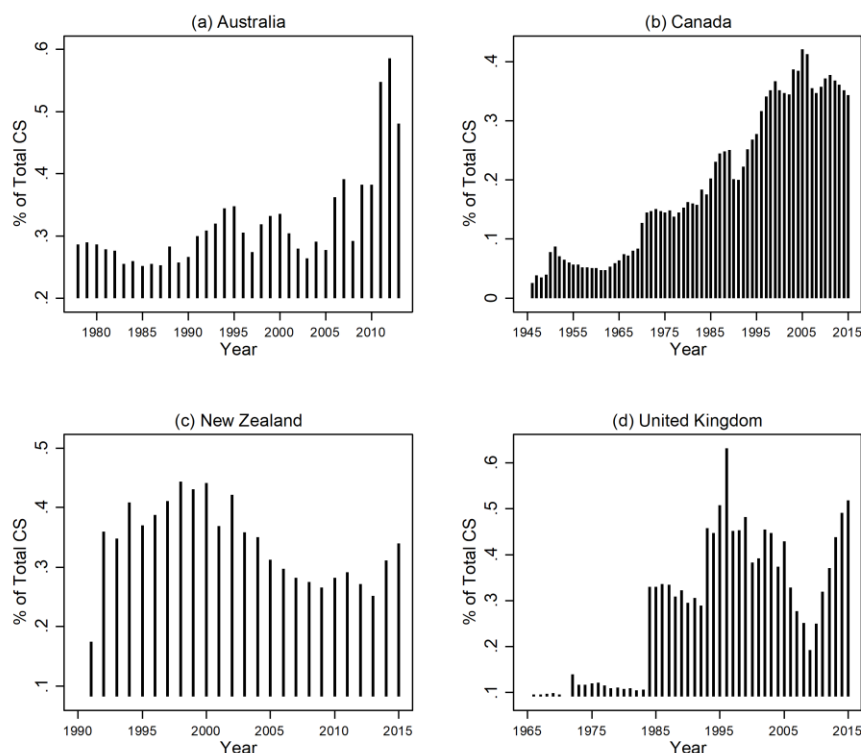 (a) Australia
% of Total CS
.6
.5
.4
.3
.2
1980 1985 1990 1995 2000 2005 2010
Year
(b) Canada
% of Total CS
.4
.3
.2
.1
0
1945 1955 1965 1975 1985 1995 2005 2015
Year
(c) New Zealand
% of Total CS
.5
.4
.3
.2
.1
1990 1995 2000 2005 2010 2015
Year
(d) United Kingdom
% of Total CS
.6
.5
.4
.3
.2
.1
1965 1975 1985 1995 2005 2015
Year